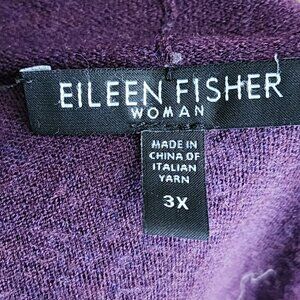 EILEEN FISHER
WOMAN
MADE IN
CHINA OF
ITALIAN
YARN
3X